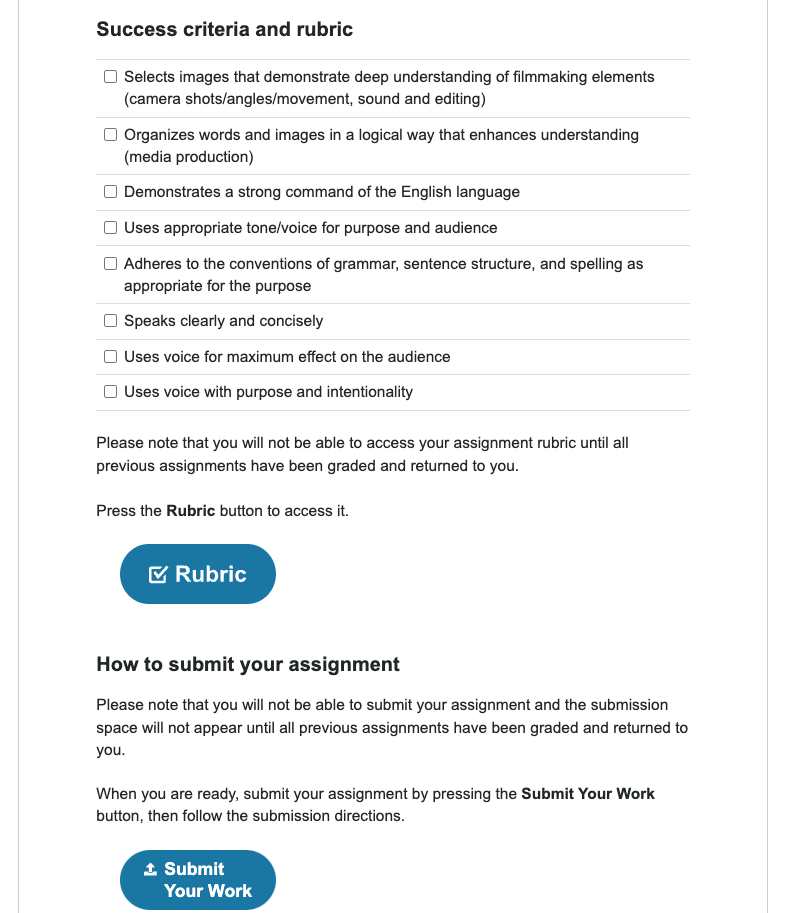 Success criteria and rubric
Selects images that demonstrate deep understanding of filmmaking elements
(camera shots/angles/movement, sound and editing)
Organizes words and images in a logical way that enhances understanding
(media production)
Demonstrates a strong command of the English language
Uses appropriate tone/voice for purpose and audience
Adheres to the conventions of grammar, sentence structure, and spelling as
appropriate for the purpose
Speaks clearly and concisely
Uses voice for maximum effect on the audience
Uses voice with purpose and intentionality
Please note that you will not be able to access your assignment rubric until all
previous assignments have been graded and returned to you.
Press the Rubric button to access it.
Rubric
How to submit your assignment
Please note that you will not be able to submit your assignment and the submission
space will not appear until all previous assignments have been graded and returned to
you.
When you are ready, submit your assignment by pressing the Submit Your Work
button, then follow the submission directions.
Submit
Your Work